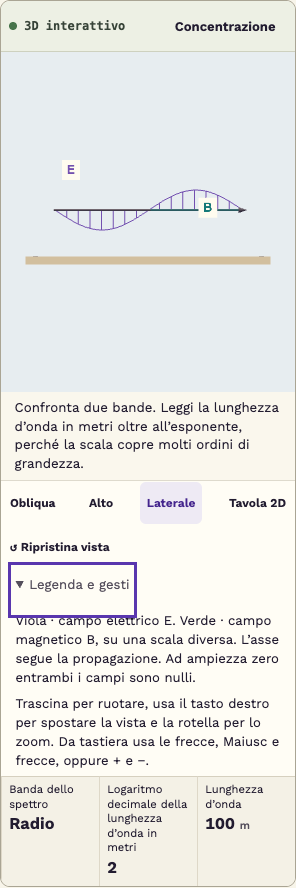 3D interattivo
Concentrazione
E
B
Confronta due bande. Leggi la lunghezza
d’onda in metri oltre all’esponente,
perché la scala copre molti ordini di
grandezza.
Obliqua Alto Laterale Tavola 2D
↺ Ripristina vista
▼ Legenda e gesti
Viola · campo elettrico E. Verde · campo
magnetico B, su una scala diversa. L’asse
segue la propagazione. Ad ampiezza zero
entrambi i campi sono nulli.
Trascina per ruotare, usa il tasto destro
per spostare la vista e la rotella per lo
zoom. Da tastiera usa le frecce, Maiusc e
frecce, oppure + e −.
Banda dello
spettro
Radio
Logaritmo
decimale della
lunghezza
d’onda in
metri
2
Lunghezza
d’onda
100 m